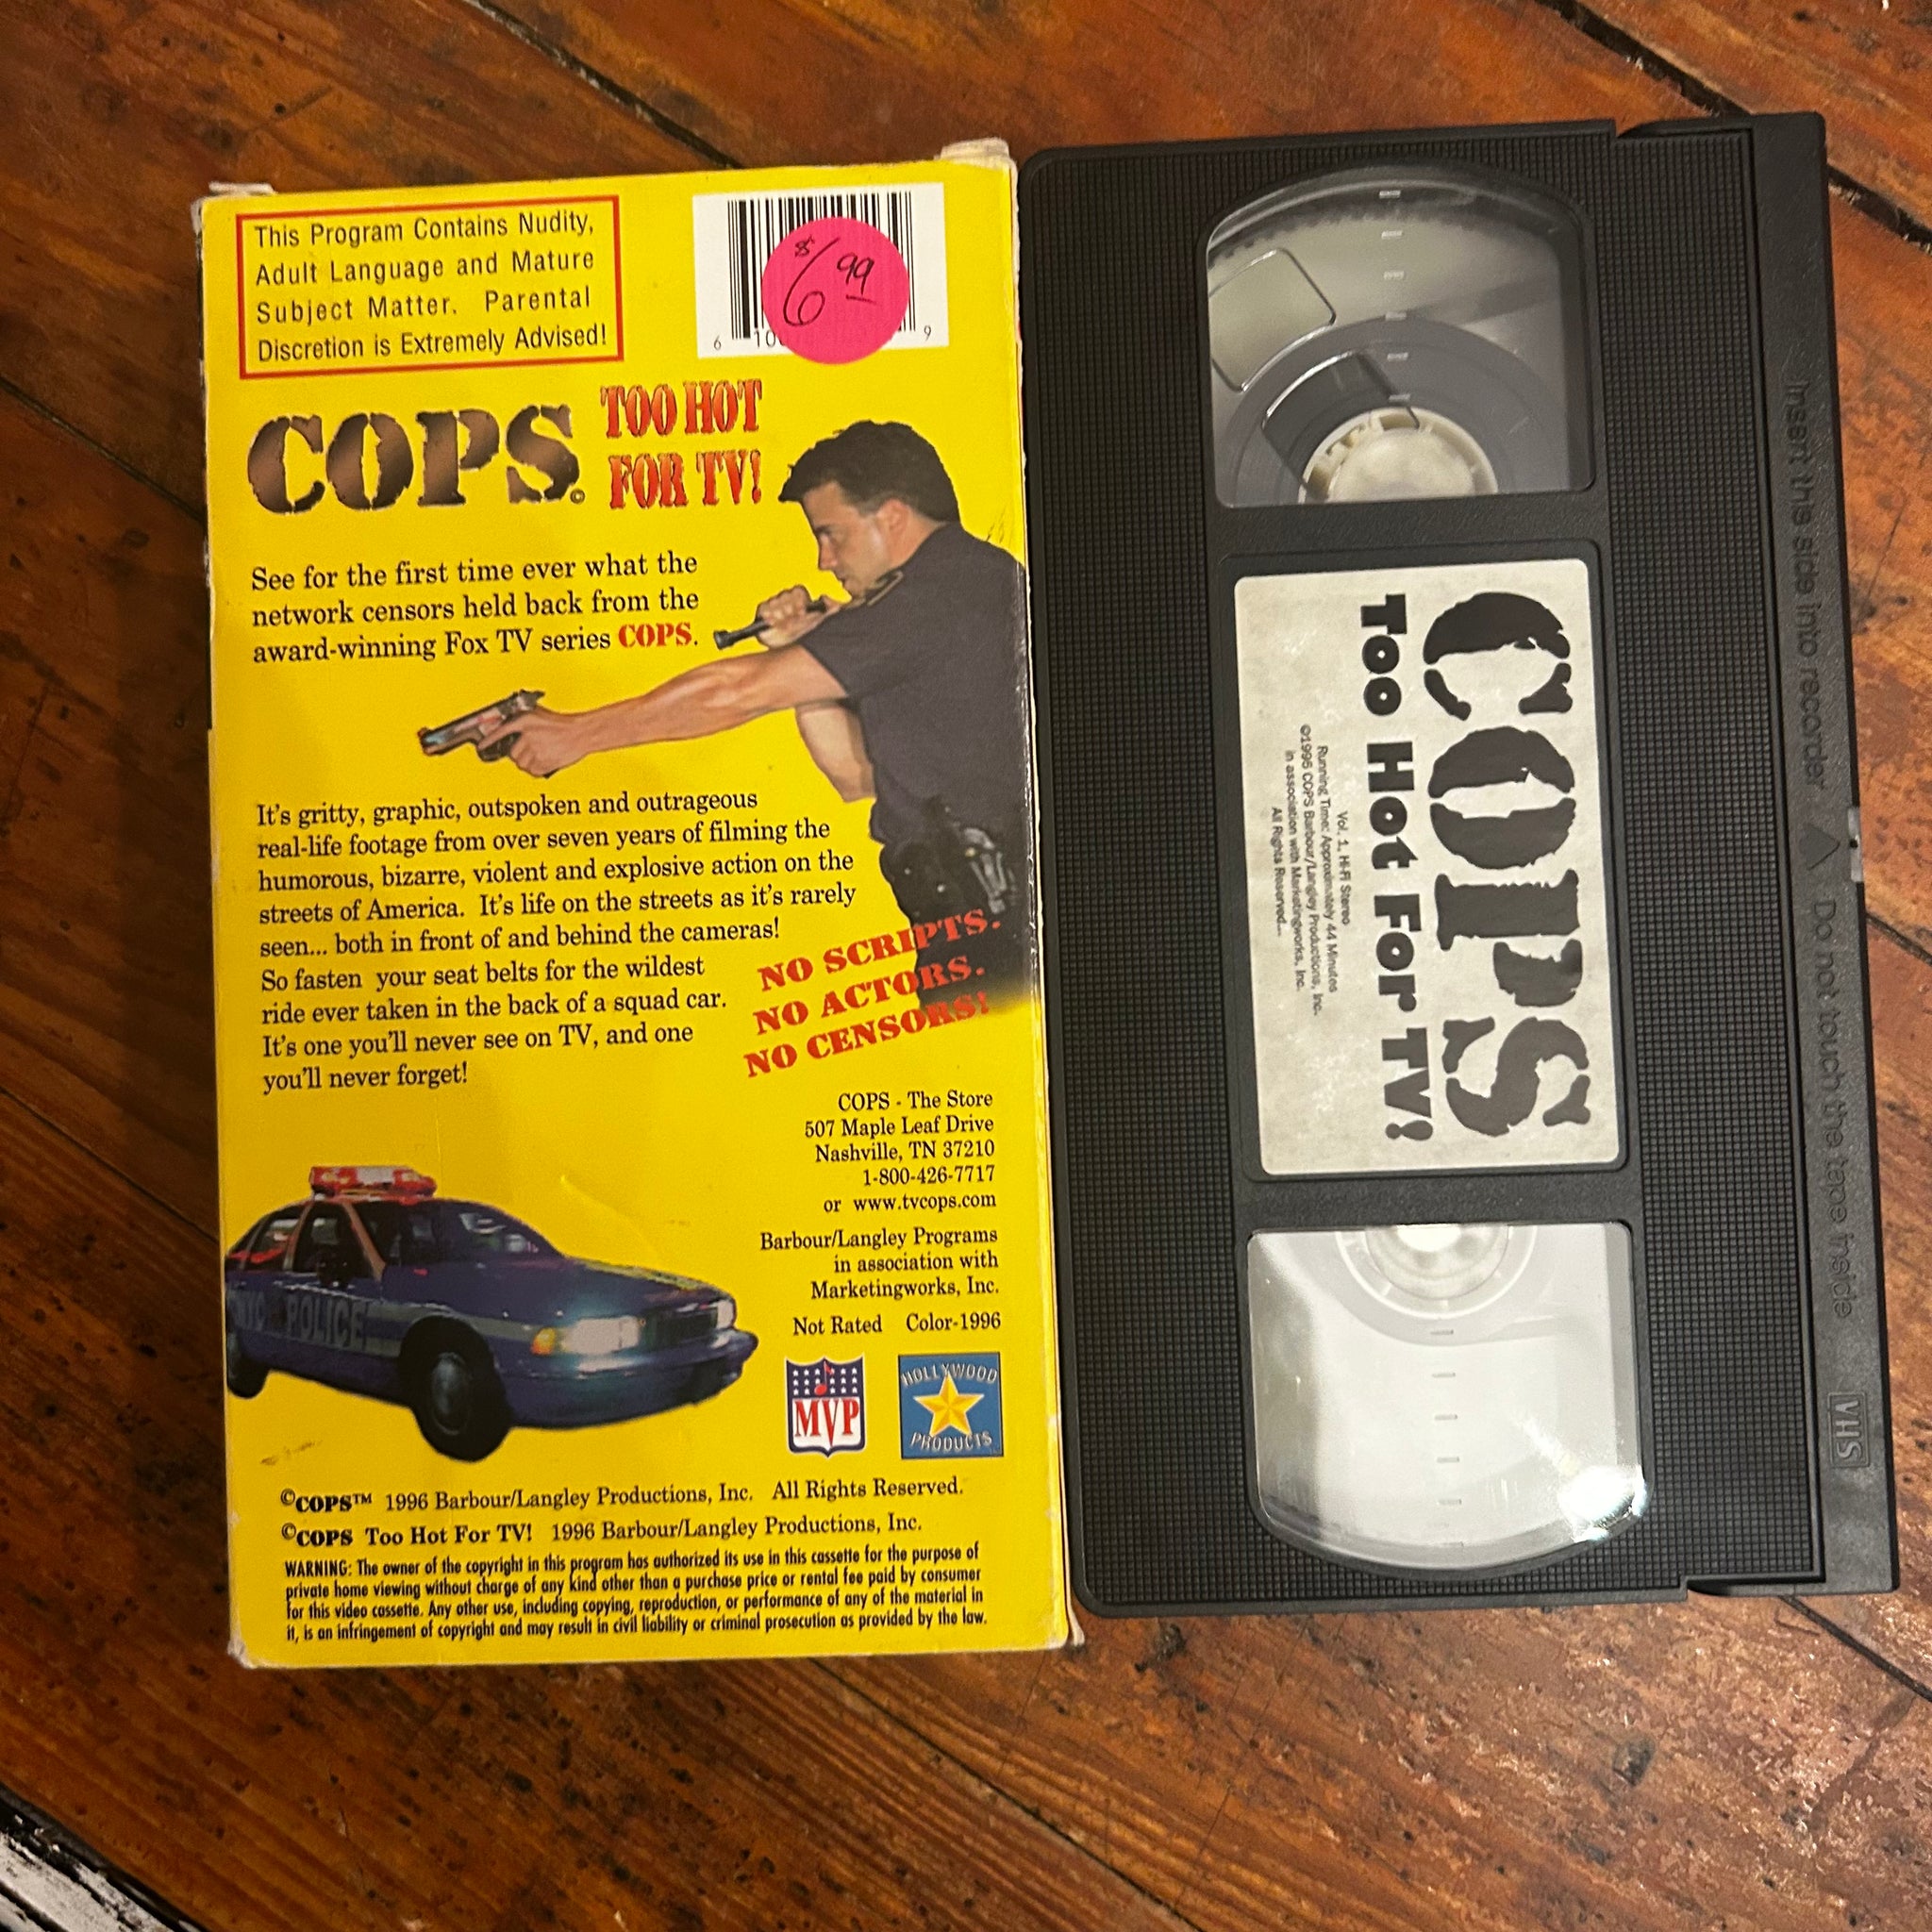 This Program Contains Nudity,
Adult Language and Mature
Subject Matter. Parental
Discretion is Extremely Advised!
$6 99
6 10 9
COPS.©
TOO HOT
FOR TV!
See for the first time ever what the
network censors held back from the
award-winning Fox TV series COPS.
It's gritty, graphic, outspoken and outrageous
real-life footage from over seven years of filming the
humorous, bizarre, violent and explosive action on the
streets of America. It's life on the streets as it's rarely
seen... both in front of and behind the cameras!
So fasten your seat belts for the wildest
ride ever taken in the back of a squad car.
It's one you'll never see on TV, and one
you'll never forget!
NO SCRIPTS.
NO ACTORS.
NO CENSORS!
COPS - The Store
507 Maple Leaf Drive
Nashville, TN 37210
1-800-426-7717
or www.tvcops.com
Barbour/Langley Programs
in association with
Marketingworks, Inc.
Not Rated Color-1996
POLICE
MVP
HOLLYWOOD
PRODUCTS
©COPS™ 1996 Barbour/Langley Productions, Inc. All Rights Reserved.
©COPS Too Hot For TV! 1996 Barbour/Langley Productions, Inc.
WARNING: The owner of the copyright in this program has authorized its use in this cassette for the purpose of
private home viewing without charge of any kind other than a purchase price or rental fee paid by consumer
for this video cassette. Any other use, including copying, reproduction, or performance of any of the material in
it, is an infringement of copyright and may result in civil liability or criminal prosecution as provided by the law.
COPS
Too Hot For TV!
Vol. 1. Hi-Fi Stereo
Running Time: Approximately 44 Minutes
©1996 COPS Barbour/Langley Productions, Inc.
in association with Marketingworks, Inc.
All Rights Reserved...
Insert this side into recorder △ Do not touch the tape inside
VHS